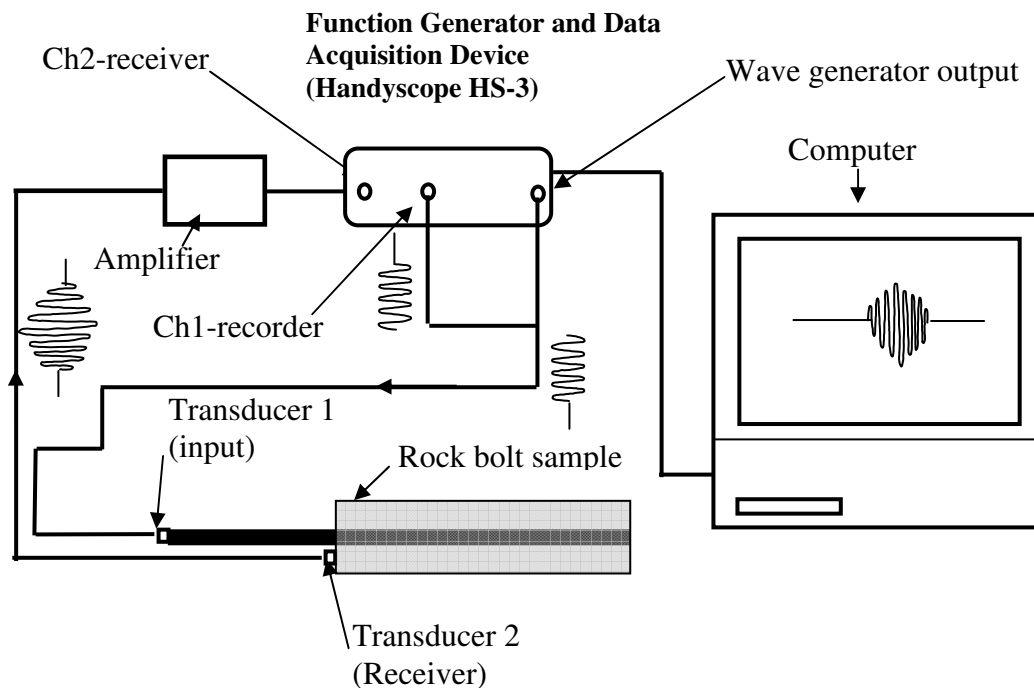 Function Generator and Data
Acquisition Device
(Handyscope HS-3)
Ch2-receiver
Wave generator output
Computer
Amplifier
Ch1-recorder
Transducer 1
(input)
Rock bolt sample
Transducer 2
(Receiver)